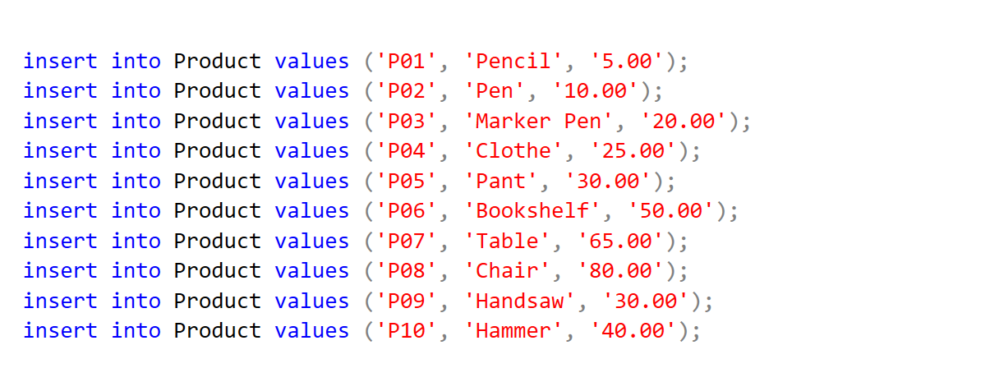 insert into Product values ('P01', 'Pencil', '5.00');
insert into Product values ('P02', 'Pen', '10.00');
insert into Product values ('P03', 'Marker Pen', '20.00');
insert into Product values ('P04', 'Clothe', '25.00');
insert into Product values ('P05', 'Pant', '30.00');
insert into Product values ('P06', 'Bookshelf', '50.00');
insert into Product values ('P07', 'Table', '65.00');
insert into Product values ('P08', 'Chair', '80.00');
insert into Product values ('P09', 'Handsaw', '30.00');
insert into Product values ('P10', 'Hammer', '40.00');